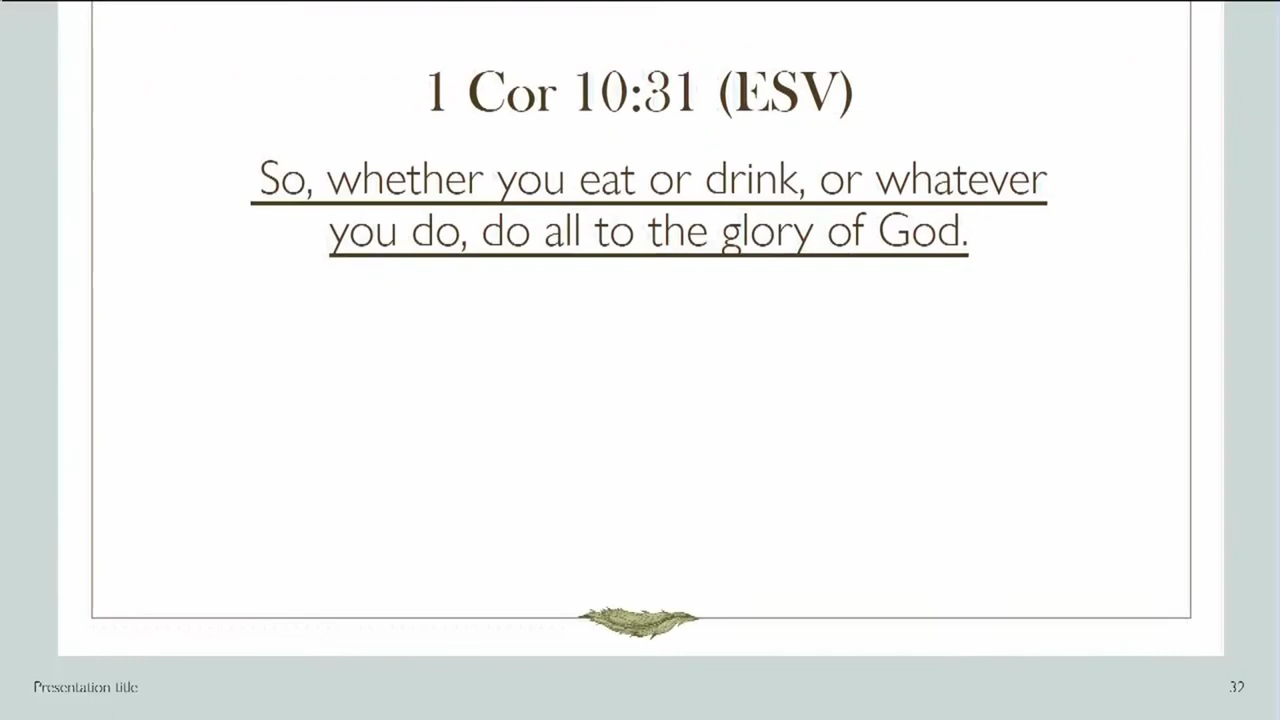 1 Cor 10:31 (ESV)
So, whether you eat or drink, or whatever
you do, do all to the glory of God.
Presentation title
32